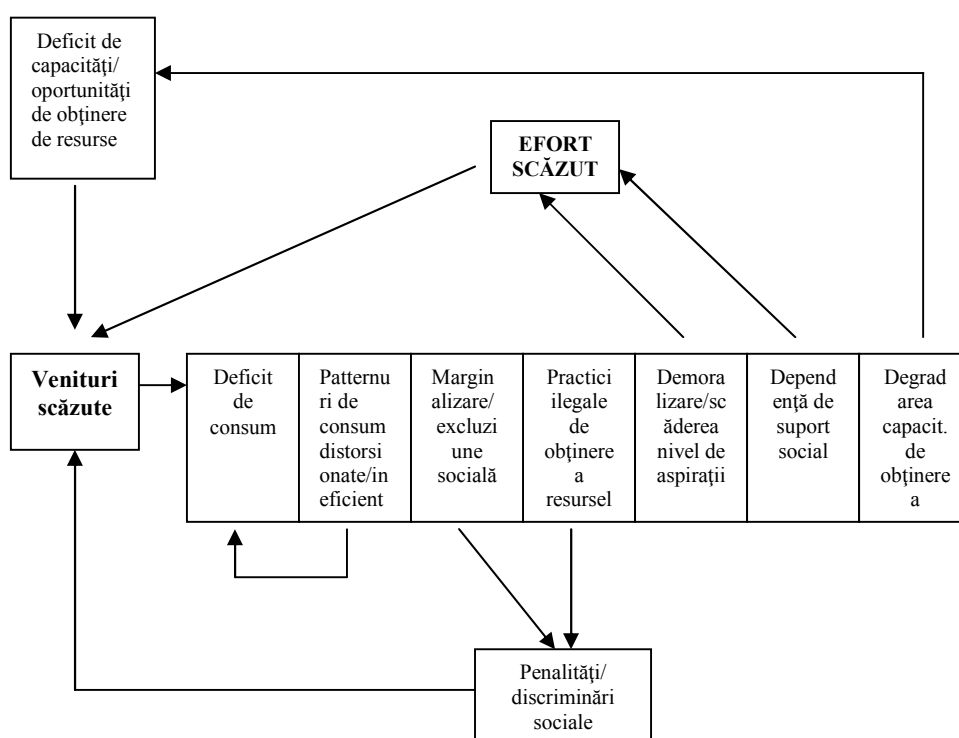 Deficit de
capacităţi/
oportunităţi
de obţinere
de resurse
EFORT
SCĂZUT
Venituri
scăzute
Deficit
de
consum
Patternu
ri de
consum
distorsi
onate/in
eficient
Margin
alizare/
excluzi
une
socială
Practici
ilegale
de
obţinere
a
resursel
Demora
lizare/sc
ăderea
nivel de
aspiraţii
Depend
enţă de
suport
social
Degrad
area
capacit.
de
obţinere
a
Penalităţi/
discriminări
sociale